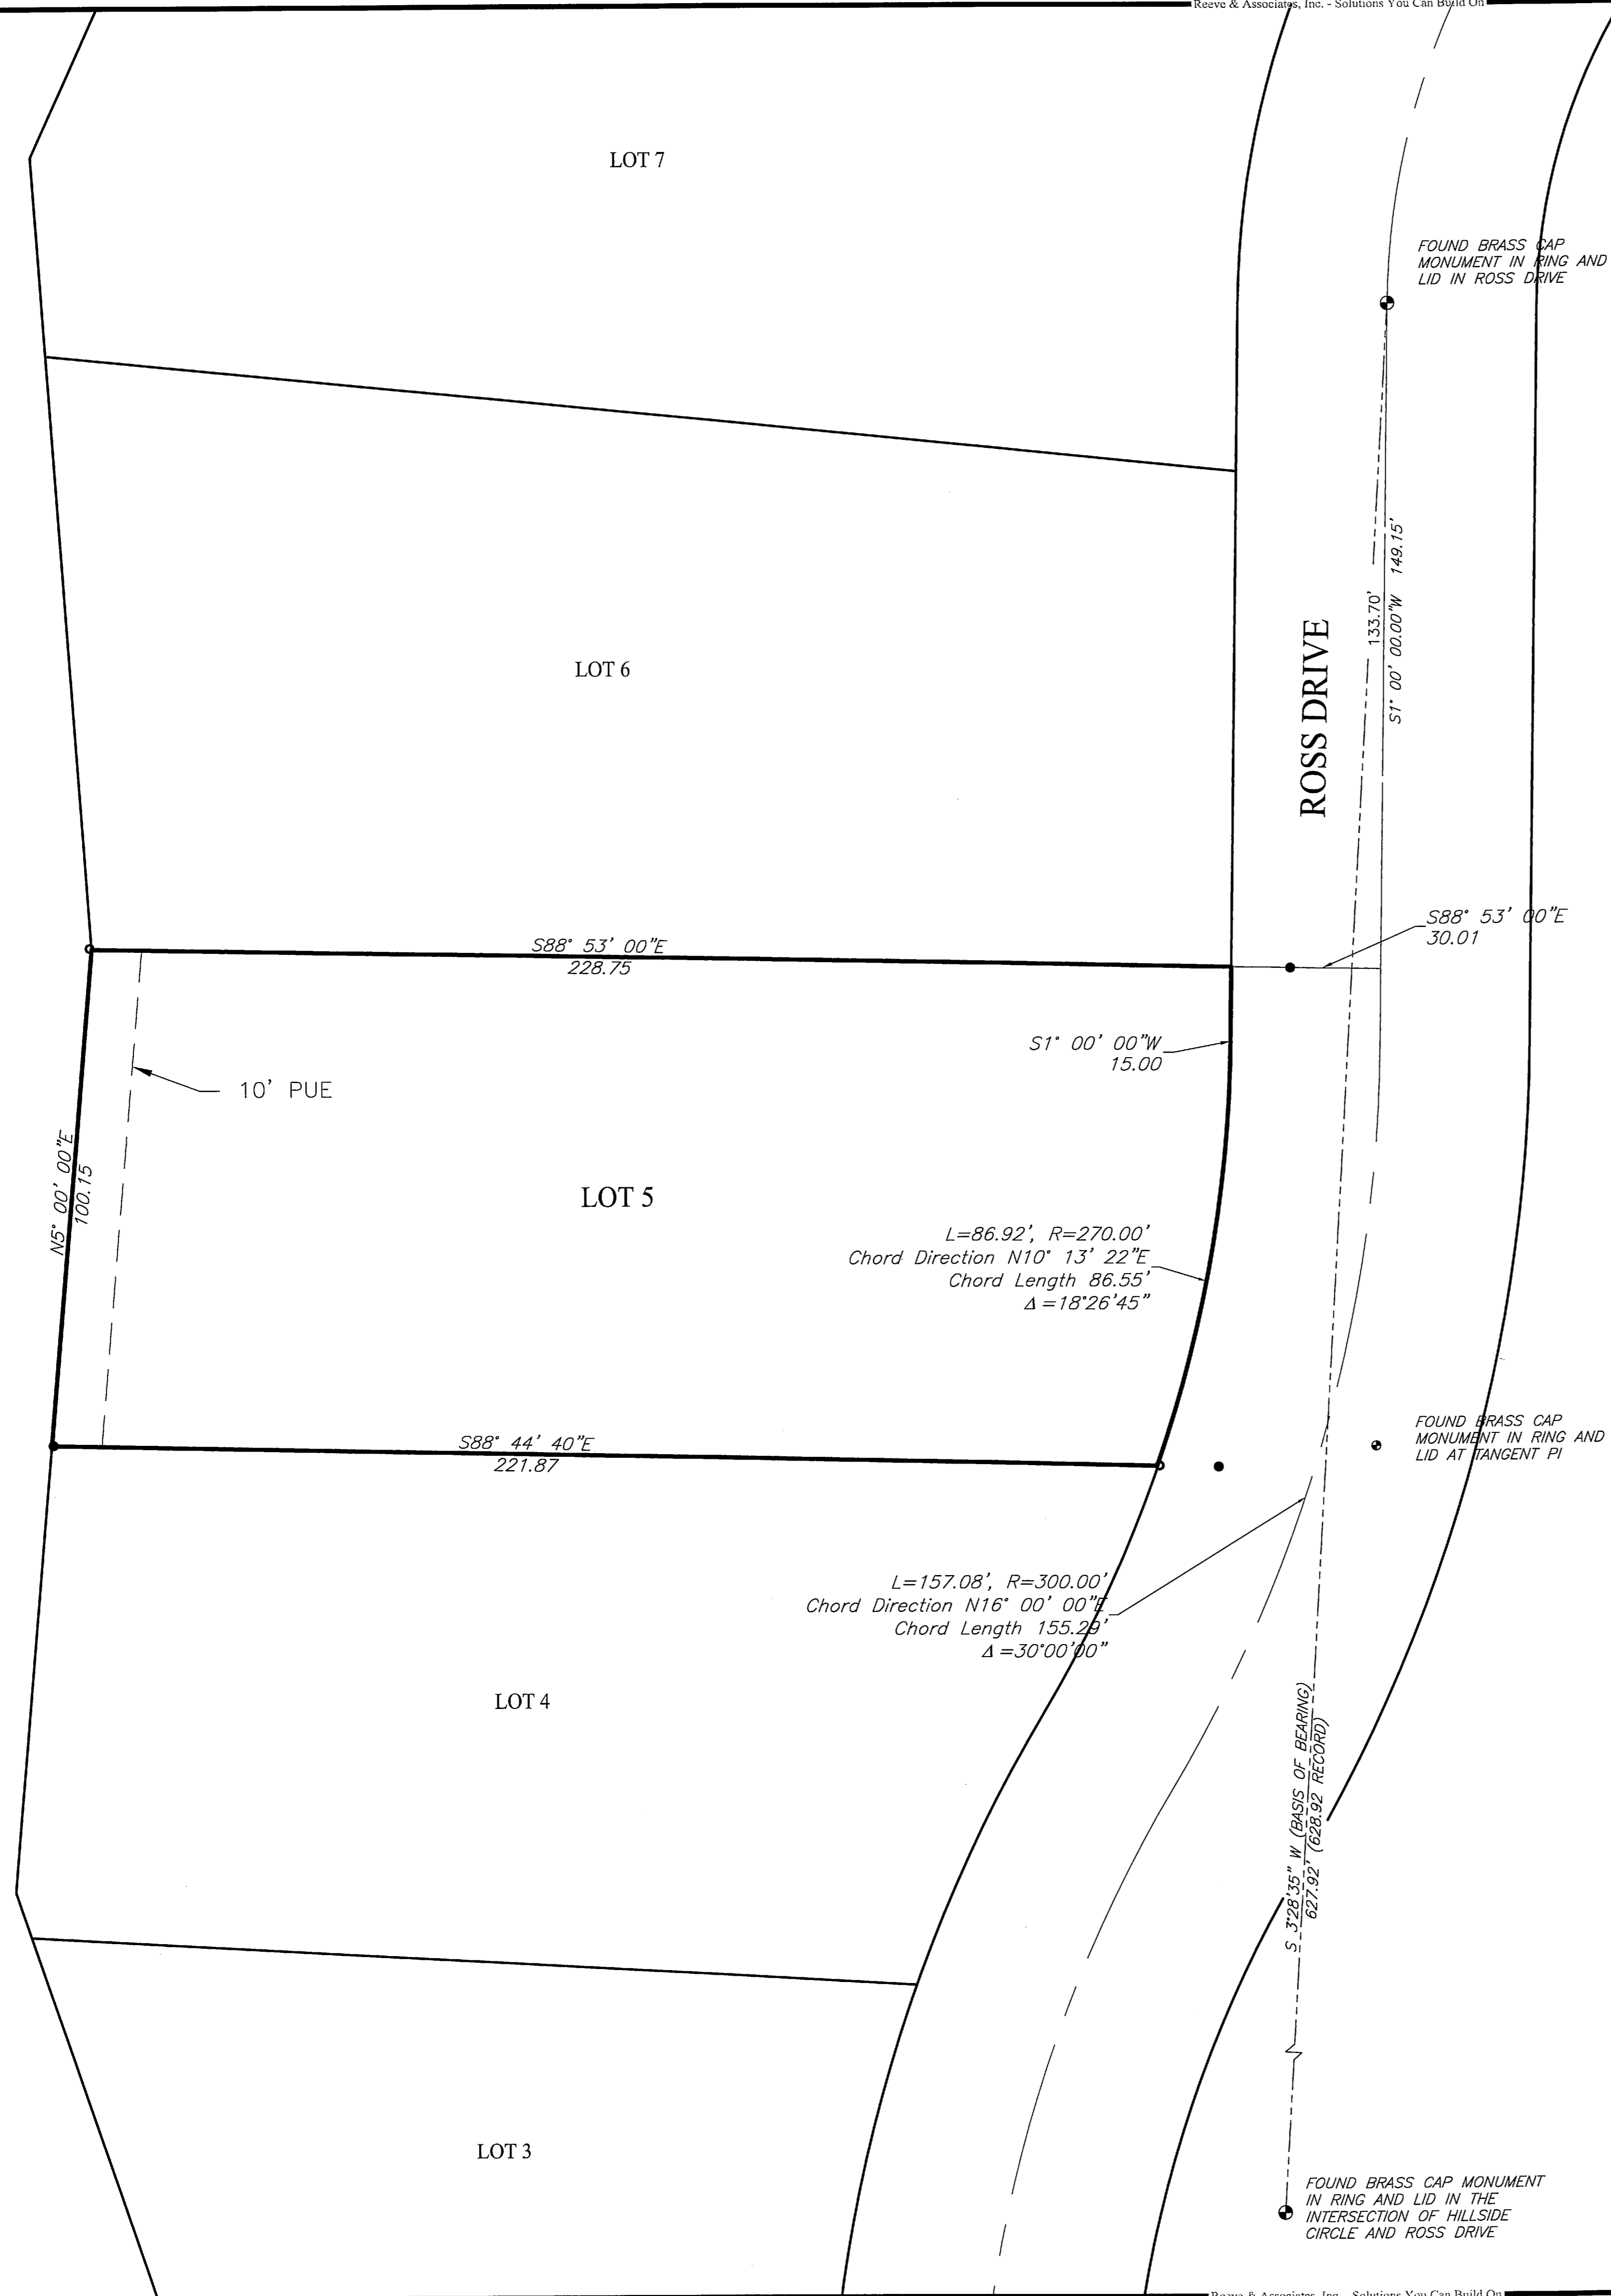 Reeve & Associates, Inc. - Solutions You Can Build On
LOT 7
FOUND BRASS CAP
MONUMENT IN RING AND
LID IN ROSS DRIVE
133.70'
S1° 00' 00.00"W 149.15'
LOT 6
ROSS DRIVE
S88° 53' 00"E
30.01
S88° 53' 00"E
228.75
S1° 00' 00"W
15.00
10' PUE
N5° 00' 00"E
100.15
LOT 5
L=86.92', R=270.00'
Chord Direction N10° 13' 22"E
Chord Length 86.55'
Δ=18°26'45"
FOUND BRASS CAP
MONUMENT IN RING AND
LID AT TANGENT PI
S88° 44' 40"E
221.87
L=157.08', R=300.00'
Chord Direction N16° 00' 00"E
Chord Length 155.29'
Δ=30°00'00"
LOT 4
S 3°28'35" W (BASIS OF BEARING)
627.92' (628.92 RECORD)
LOT 3
FOUND BRASS CAP MONUMENT
IN RING AND LID IN THE
INTERSECTION OF HILLSIDE
CIRCLE AND ROSS DRIVE
Reeve & Associates, Inc. - Solutions You Can Build On